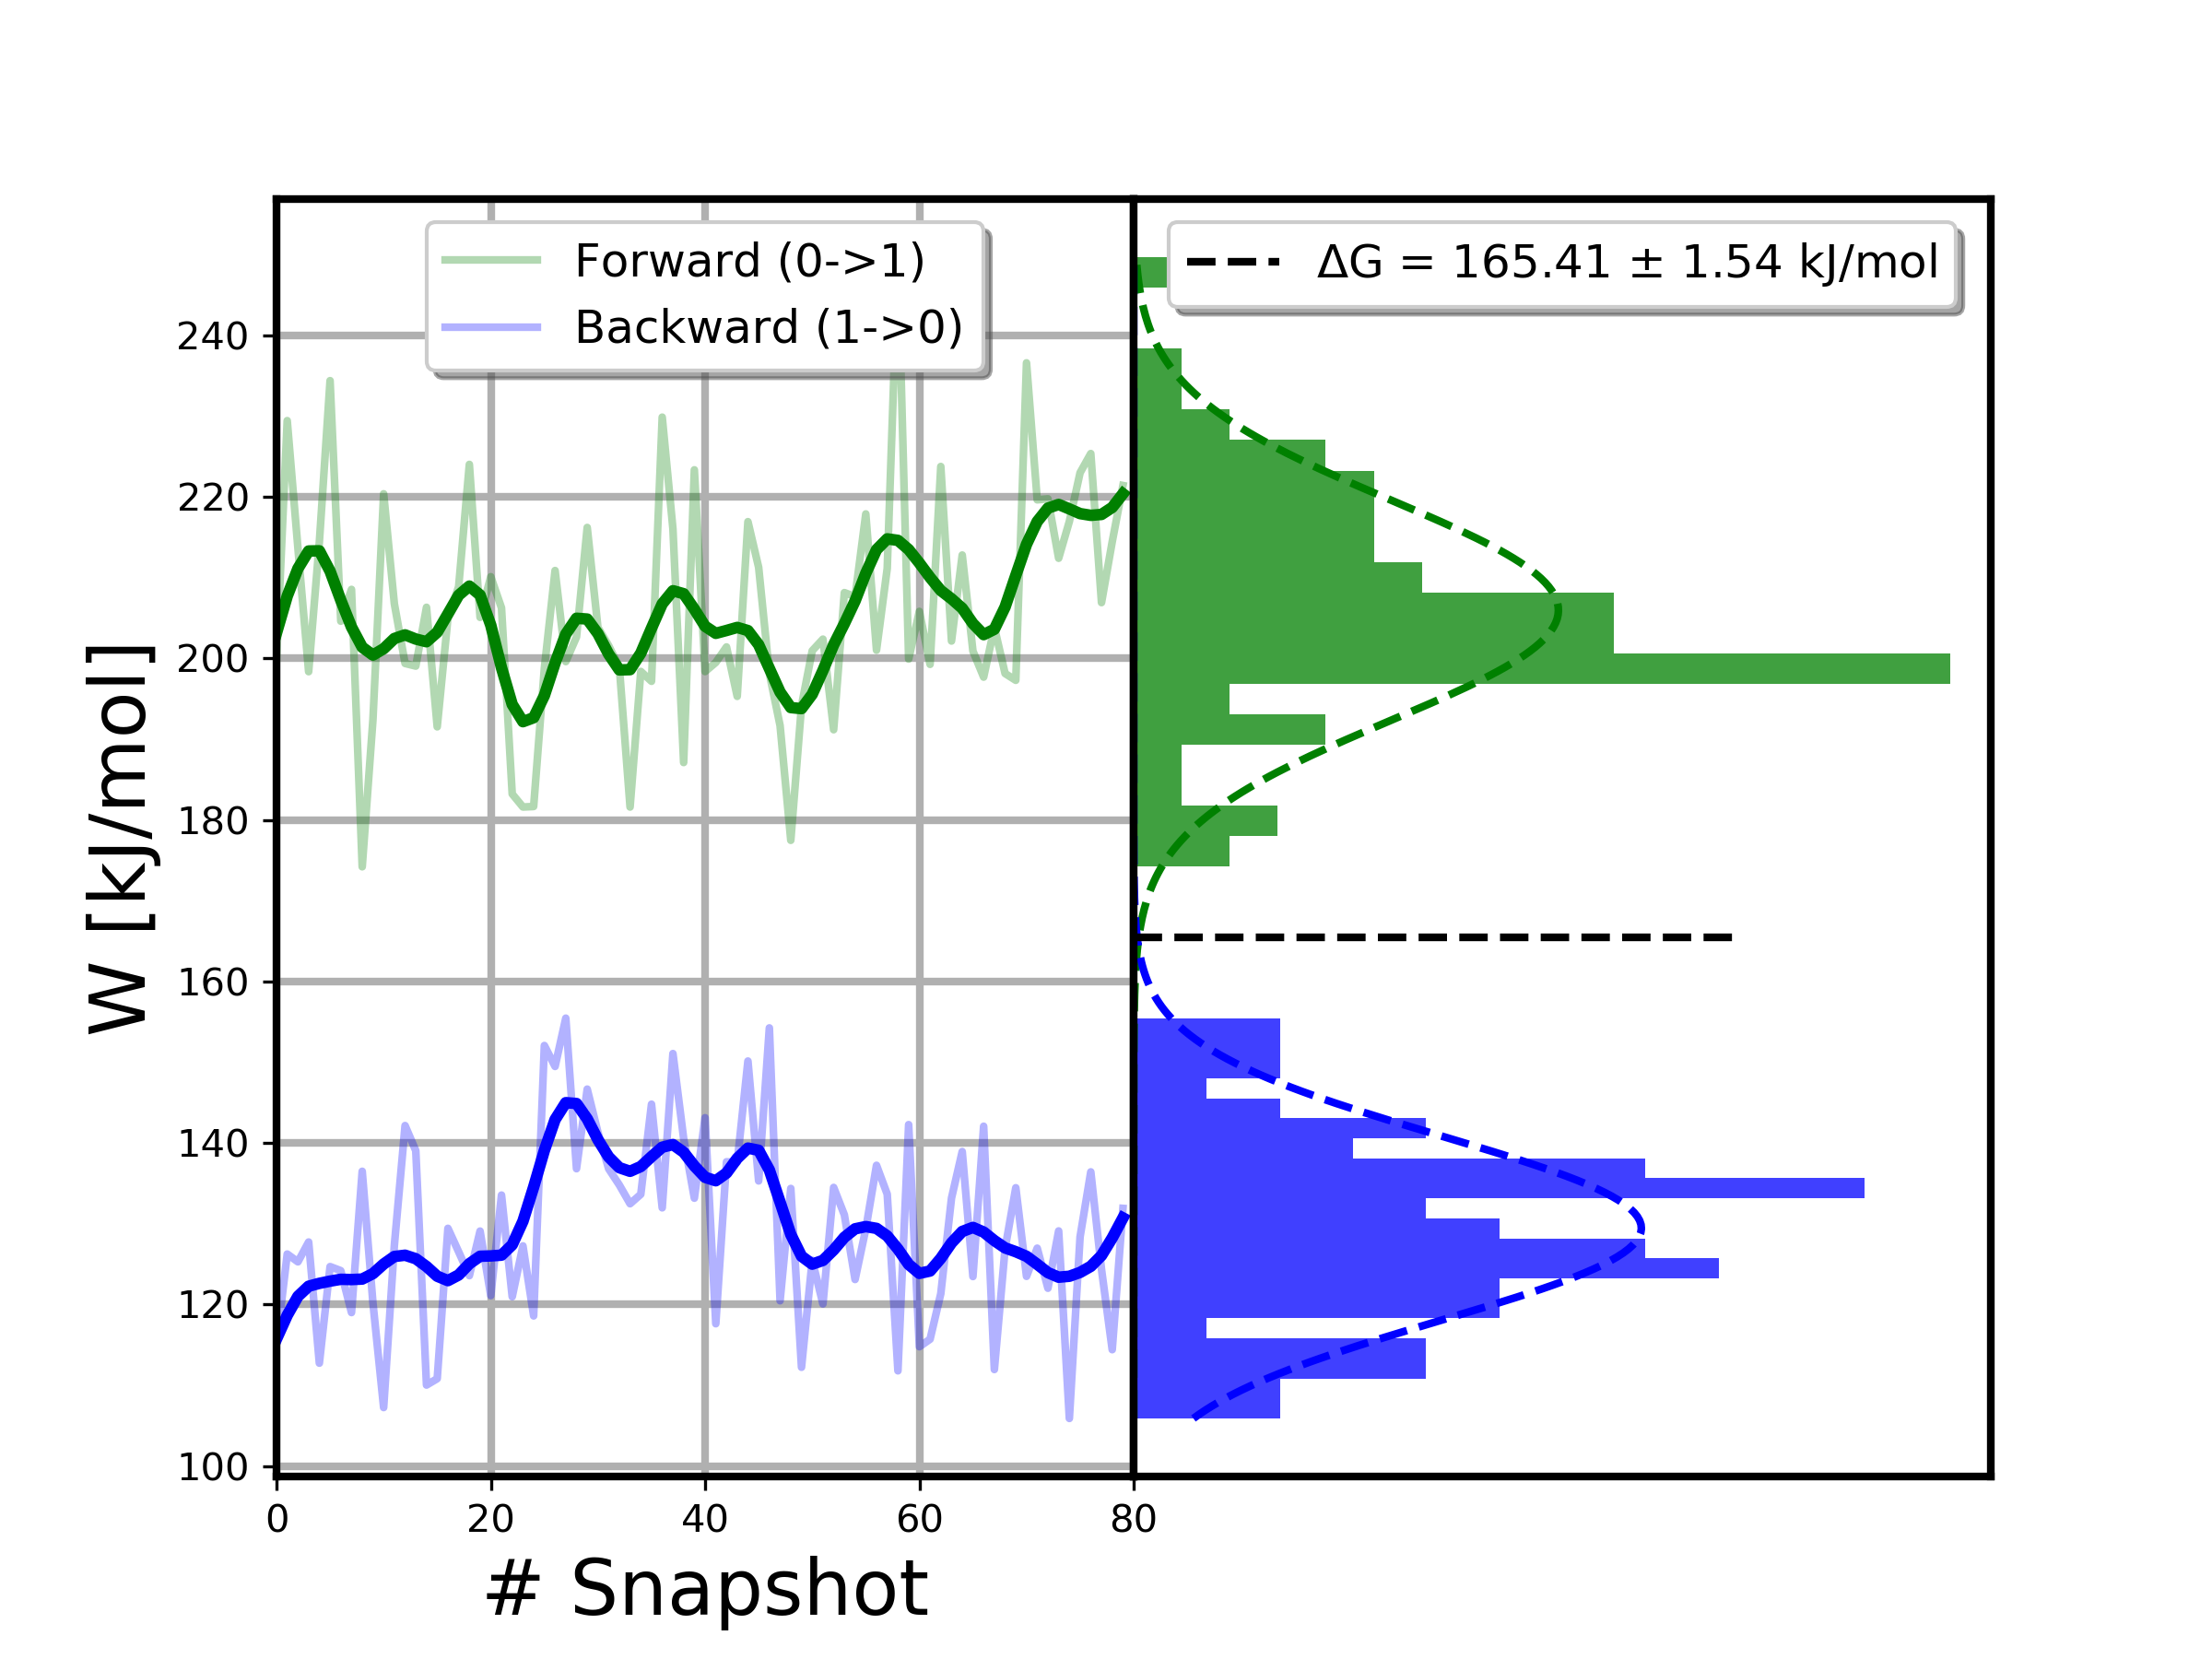 Forward (0->1)
Backward (1->0)
ΔG = 165.41 ± 1.54 kJ/mol
W [kJ/mol]
240
220
200
180
160
140
120
100
0 20 40 60 80
# Snapshot